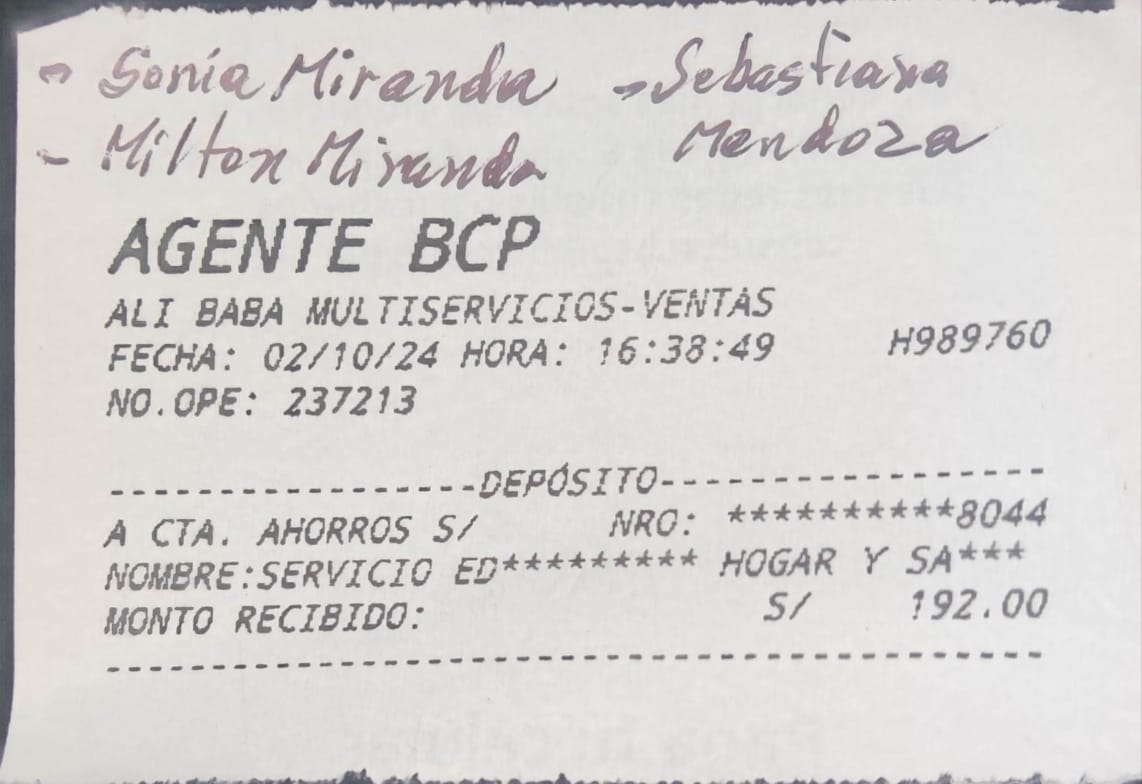 - Sonia Miranda - Sebastiana
- Milton Miranda Mendoza
AGENTE BCP
ALI BABA MULTISERVICIOS-VENTAS
FECHA: 02/10/24 HORA: 16:38:49 H989760
NO.OPE: 237213
------------------DEPÓSITO-------------------
A CTA. AHORROS S/ NRO: **********8044
NOMBRE:SERVICIO ED********* HOGAR Y SA***
MONTO RECIBIDO: S/ 192.00